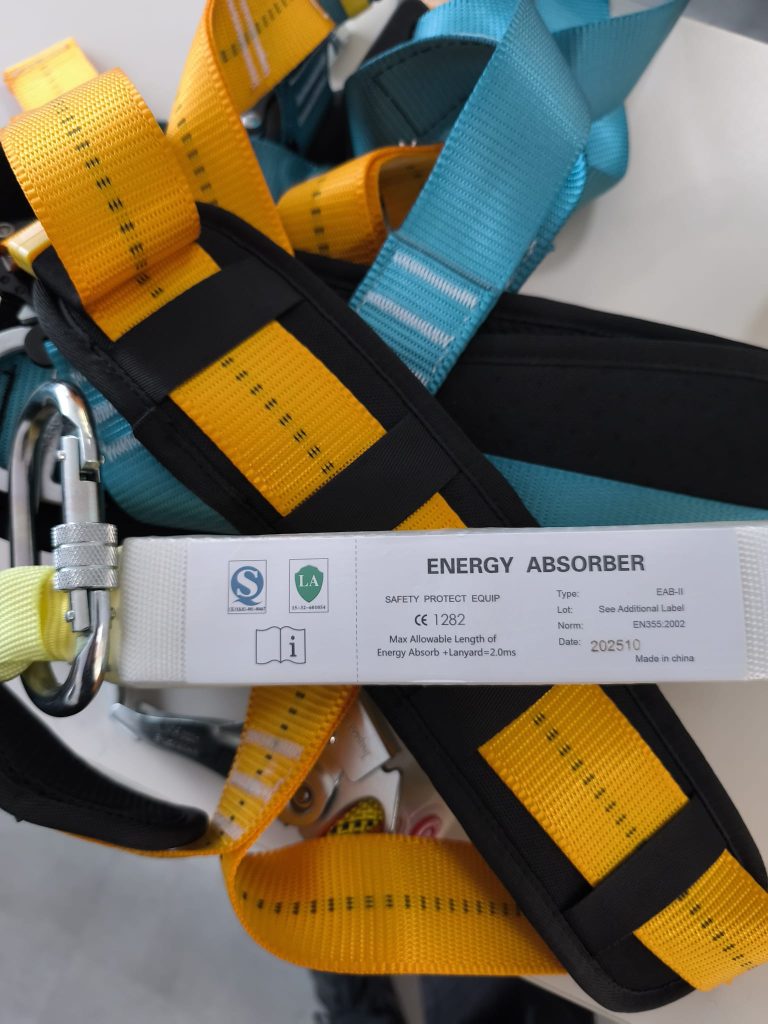 ENERGY ABSORBER
LA
SAFETY PROTECT EQUIP
CE 1282
Max Allowable Length of
Energy Absorb +Lanyard=2.0ms
i
Type: EAB-II
Lot: See Additional Label
Norm: EN355:2002
Date: 202510
Made in china